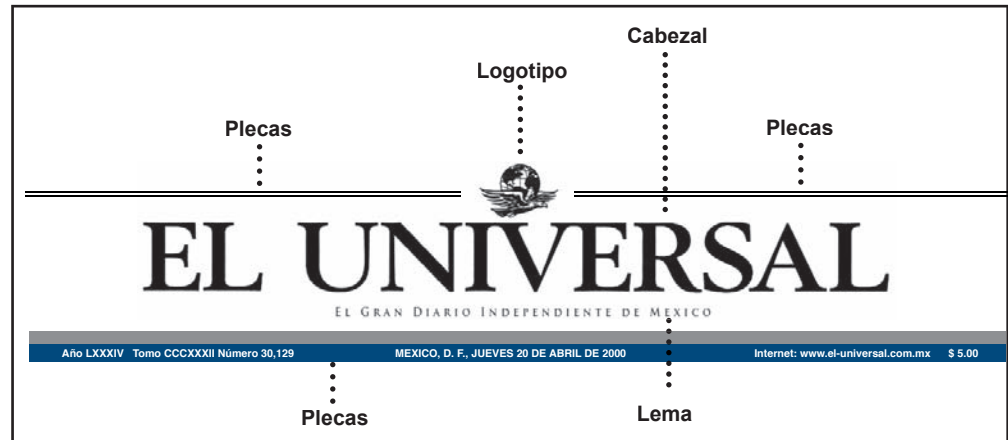 Cabezal
Logotipo
Plecas Plecas
EL UNIVERSAL
EL GRAN DIARIO INDEPENDIENTE DE MEXICO
Año LXXXIV Tomo CCCXXXII Número 30,129 MEXICO, D. F., JUEVES 20 DE ABRIL DE 2000 Internet: www.el-universal.com.mx $ 5.00
Plecas Lema